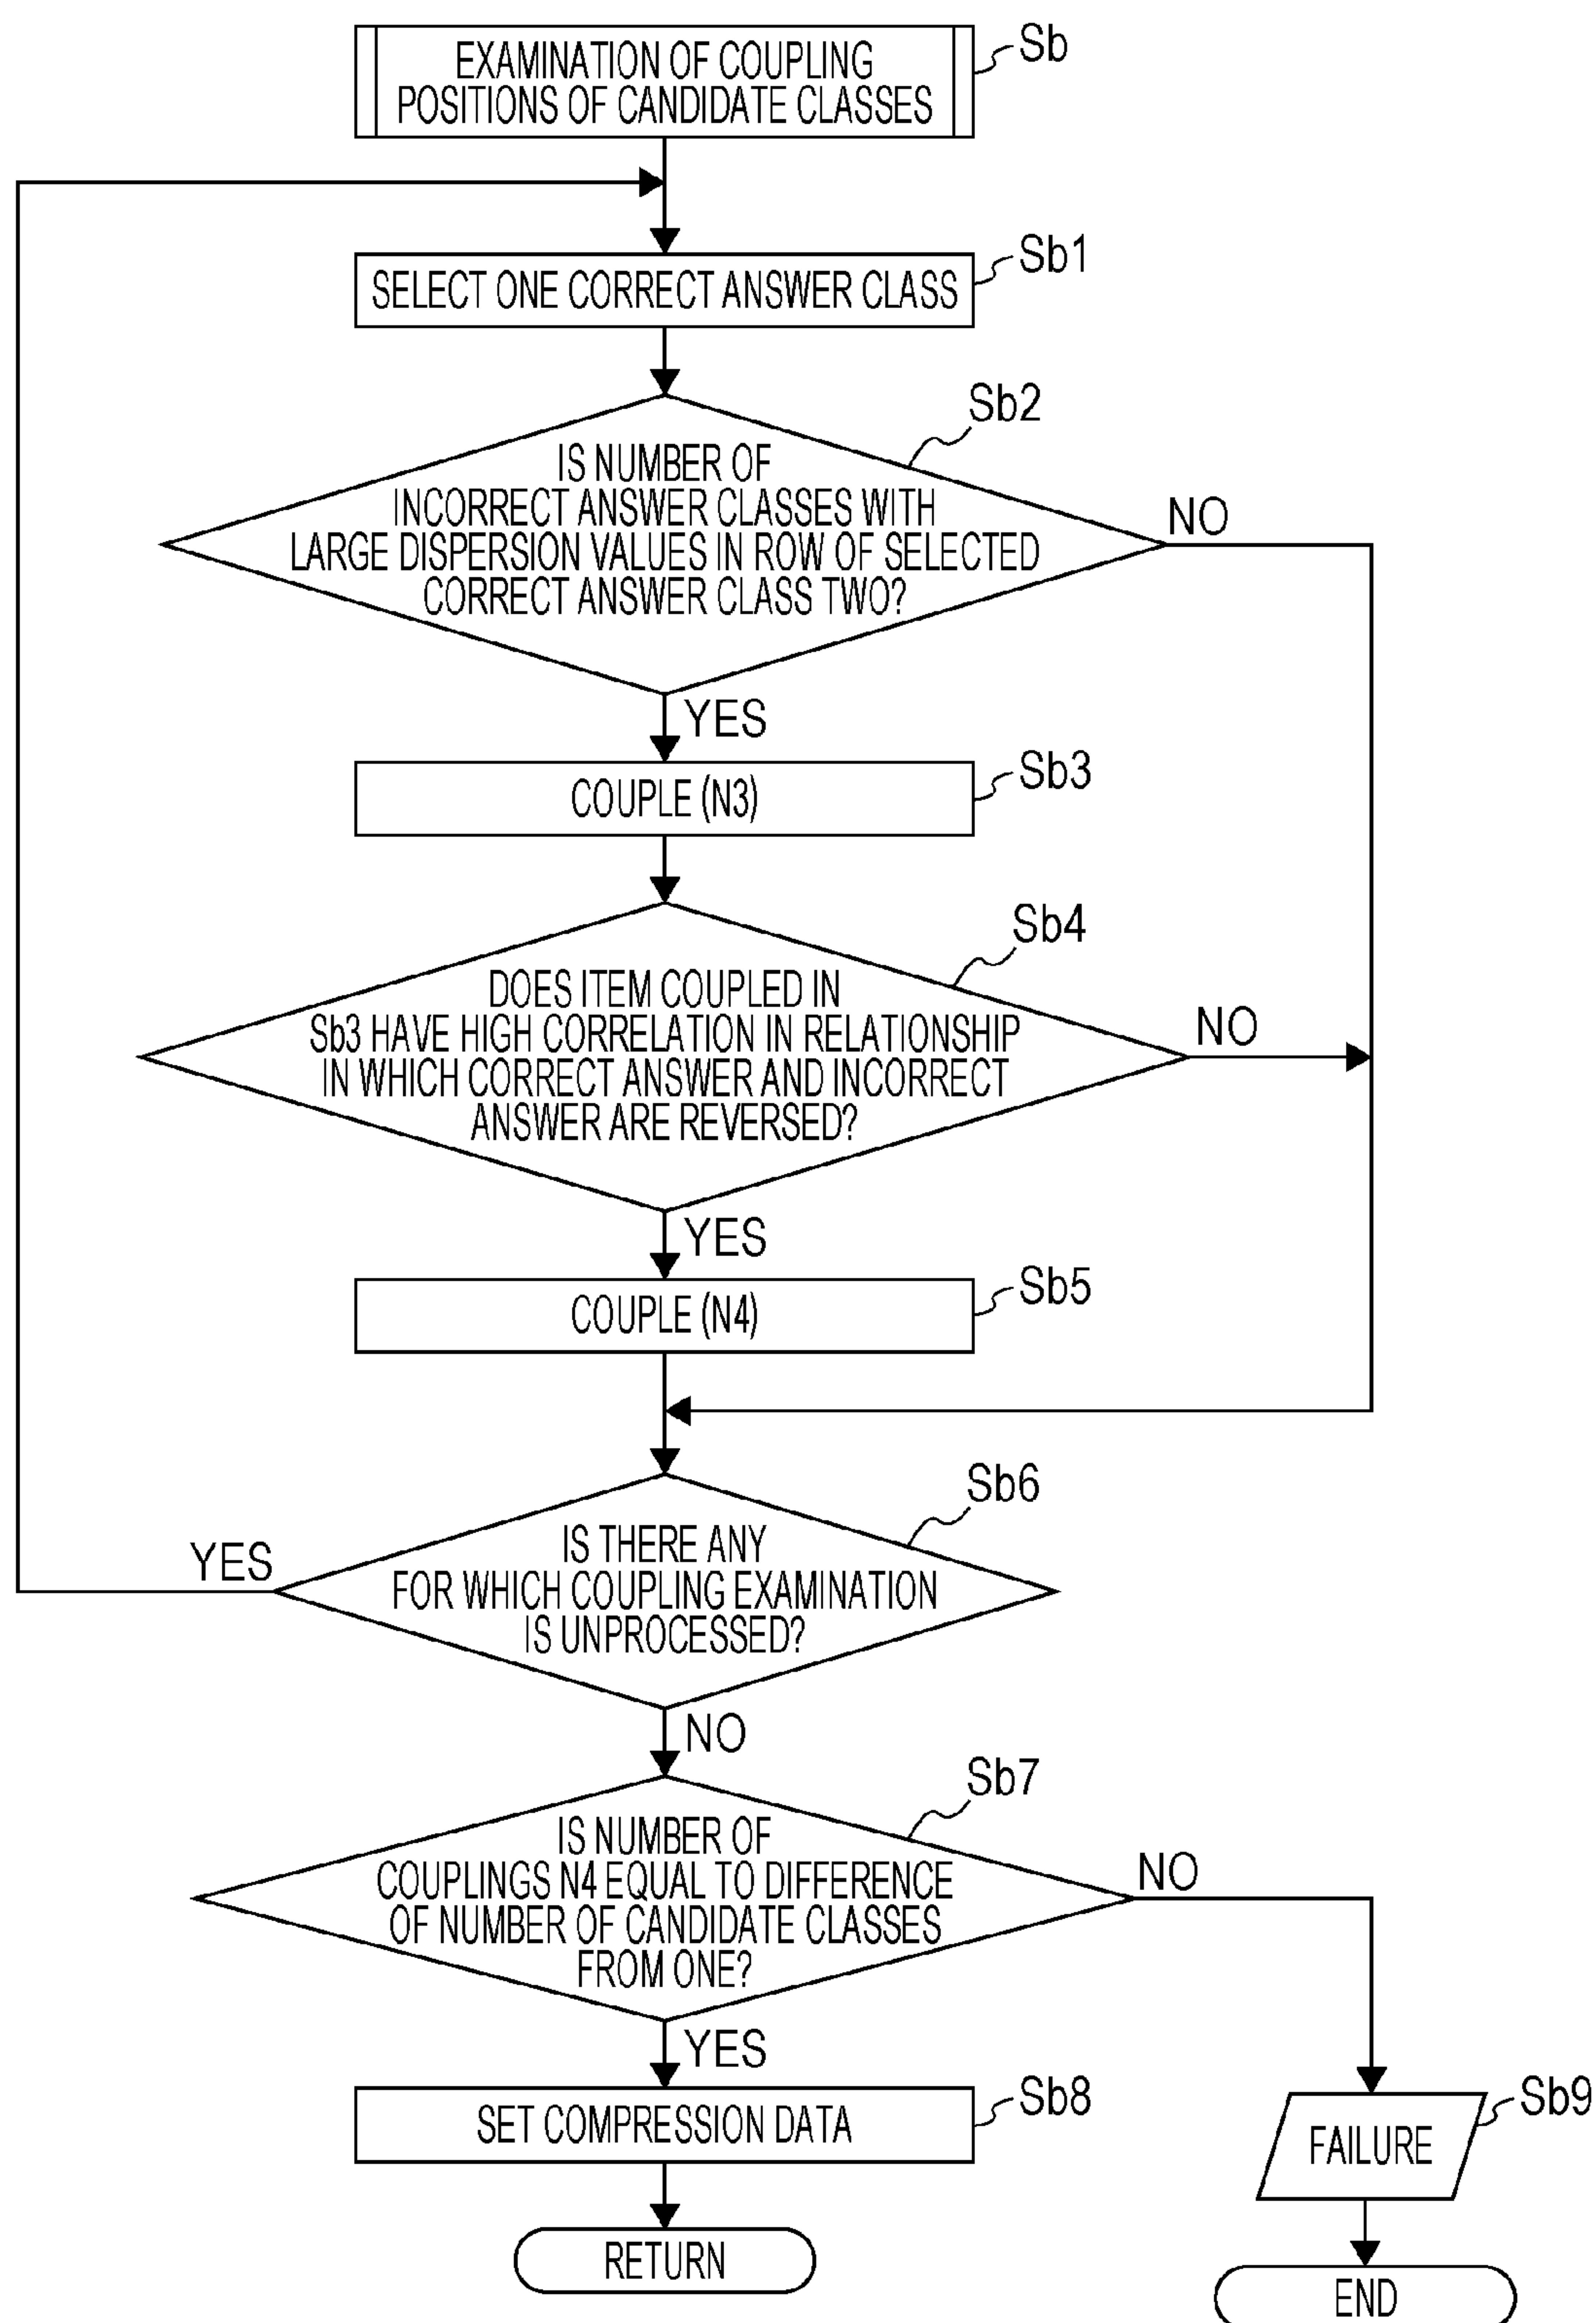 EXAMINATION OF COUPLING
POSITIONS OF CANDIDATE CLASSES
Sb
SELECT ONE CORRECT ANSWER CLASS
Sb1
Sb2
IS NUMBER OF
INCORRECT ANSWER CLASSES WITH
LARGE DISPERSION VALUES IN ROW OF SELECTED
CORRECT ANSWER CLASS TWO?
NO
YES
COUPLE (N3)
Sb3
Sb4
DOES ITEM COUPLED IN
Sb3 HAVE HIGH CORRELATION IN RELATIONSHIP
IN WHICH CORRECT ANSWER AND INCORRECT
ANSWER ARE REVERSED?
NO
YES
COUPLE (N4)
Sb5
Sb6
IS THERE ANY
FOR WHICH COUPLING EXAMINATION
IS UNPROCESSED?
YES
NO
Sb7
IS NUMBER OF
COUPLINGS N4 EQUAL TO DIFFERENCE
OF NUMBER OF CANDIDATE CLASSES
FROM ONE?
NO
YES
SET COMPRESSION DATA
Sb8
FAILURE
Sb9
RETURN
END